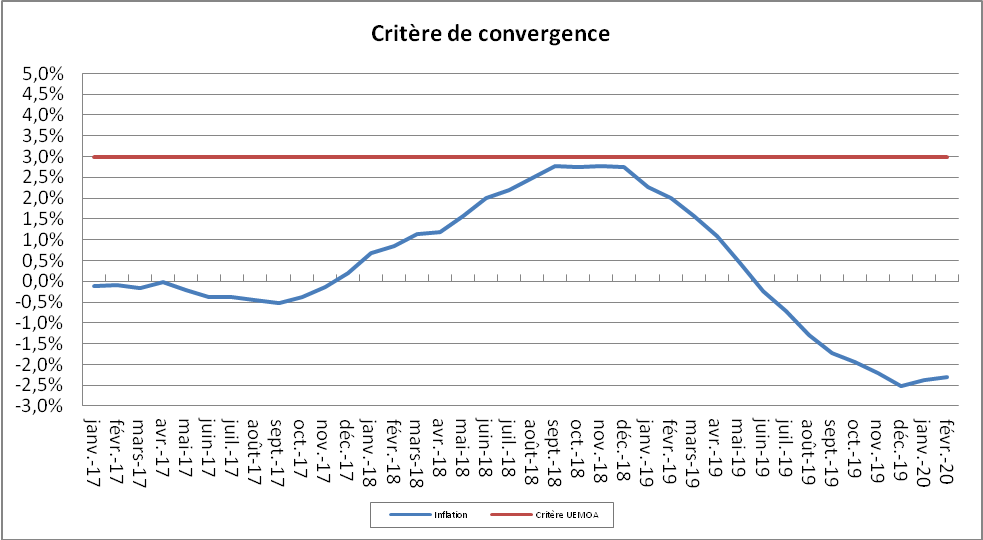 Critère de convergence
5,0%
4,5%
4,0%
3,5%
3,0%
2,5%
2,0%
1,5%
1,0%
0,5%
0,0%
-0,5%
-1,0%
-1,5%
-2,0%
-2,5%
-3,0%
janv.-17
févr.-17
mars-17
avr.-17
mai-17
juin-17
juil.-17
août-17
sept.-17
oct.-17
nov.-17
déc.-17
janv.-18
févr.-18
mars-18
avr.-18
mai-18
juin-18
juil.-18
août-18
sept.-18
oct.-18
nov.-18
déc.-18
janv.-19
févr.-19
mars-19
avr.-19
mai-19
juin-19
juil.-19
août-19
sept.-19
oct.-19
nov.-19
déc.-19
janv.-20
févr.-20
Inflation
Critère UEMOA